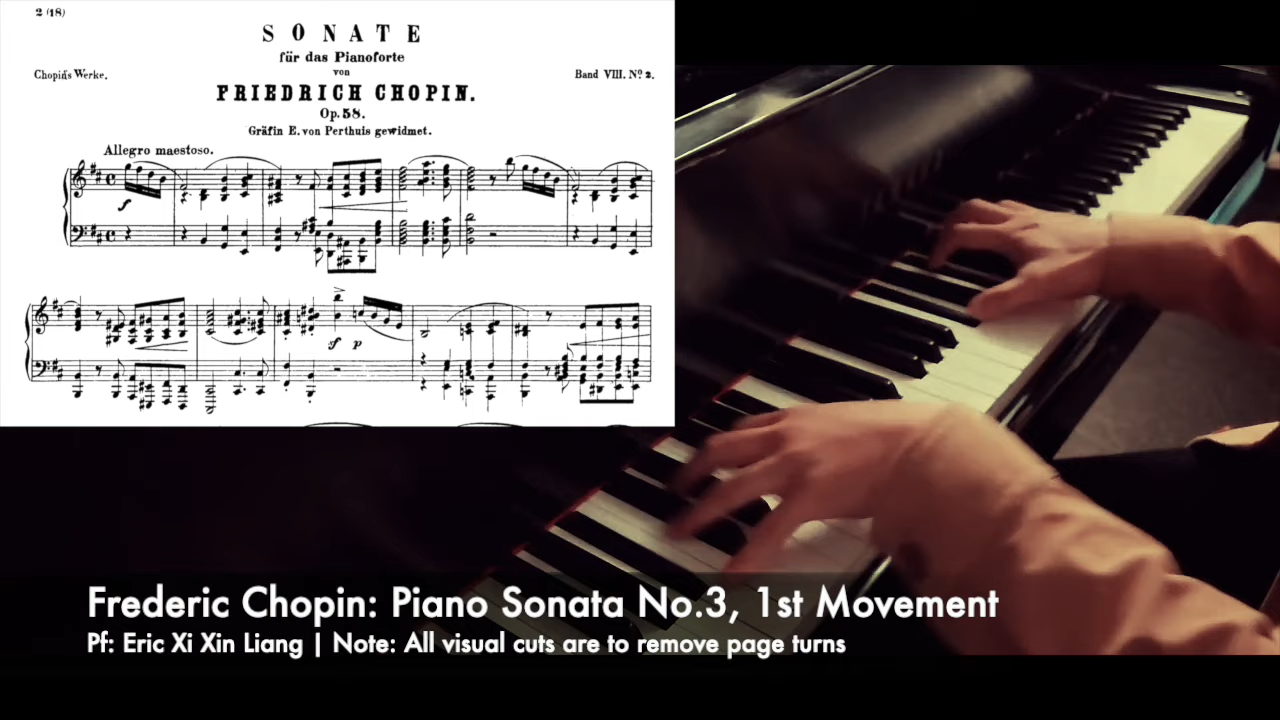 2 (18)
SONATE
für das Pianoforte
von
Chopin's Werke.
Band VIII. Nº 2.
FRIEDRICH CHOPIN.
Op. 58.
Gräfin E. von Perthuis gewidmet.
Allegro maestoso.
f
sf p
Frederic Chopin: Piano Sonata No.3, 1st Movement
Pf: Eric Xi Xin Liang | Note: All visual cuts are to remove page turns